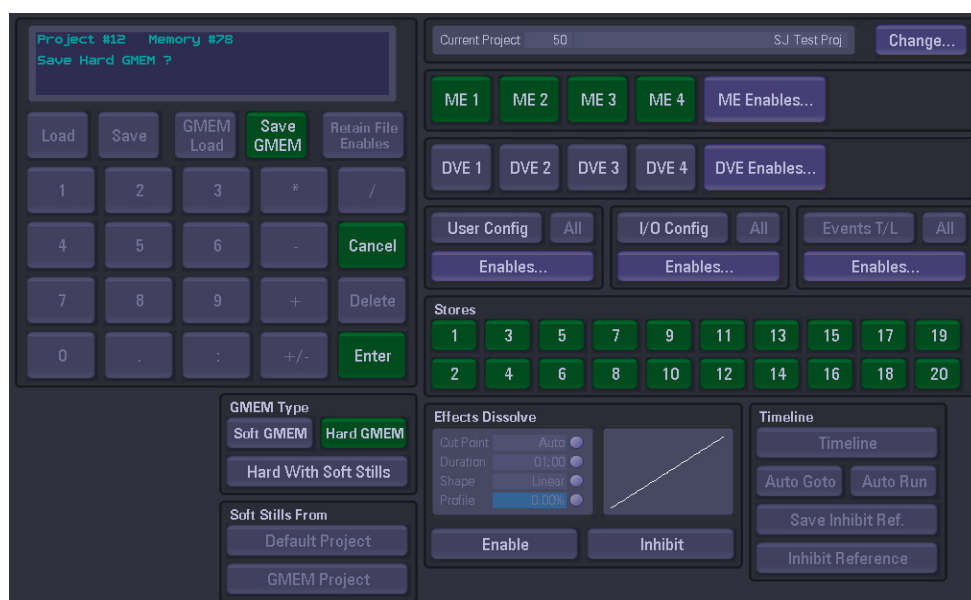 Project #12 Memory #78
Save Hard GMEM ?
Load Save GMEM Load Save GMEM Retain File Enables
1 2 3 * /
4 5 6 - Cancel
7 8 9 + Delete
0 . : +/- Enter
GMEM Type
Soft GMEM Hard GMEM
Hard With Soft Stills
Soft Stills From
Default Project
GMEM Project
Current Project 50 SJ Test Proj Change...
ME 1 ME 2 ME 3 ME 4 ME Enables...
DVE 1 DVE 2 DVE 3 DVE 4 DVE Enables...
User Config All I/O Config All Events T/L All
Enables... Enables... Enables...
Stores
1 3 5 7 9 11 13 15 17 19
2 4 6 8 10 12 14 16 18 20
Effects Dissolve
Cut Point Auto
Duration 01:00
Shape Linear
Profile 0.00%
Enable Inhibit
Timeline
Timeline
Auto Goto Auto Run
Save Inhibit Ref.
Inhibit Reference